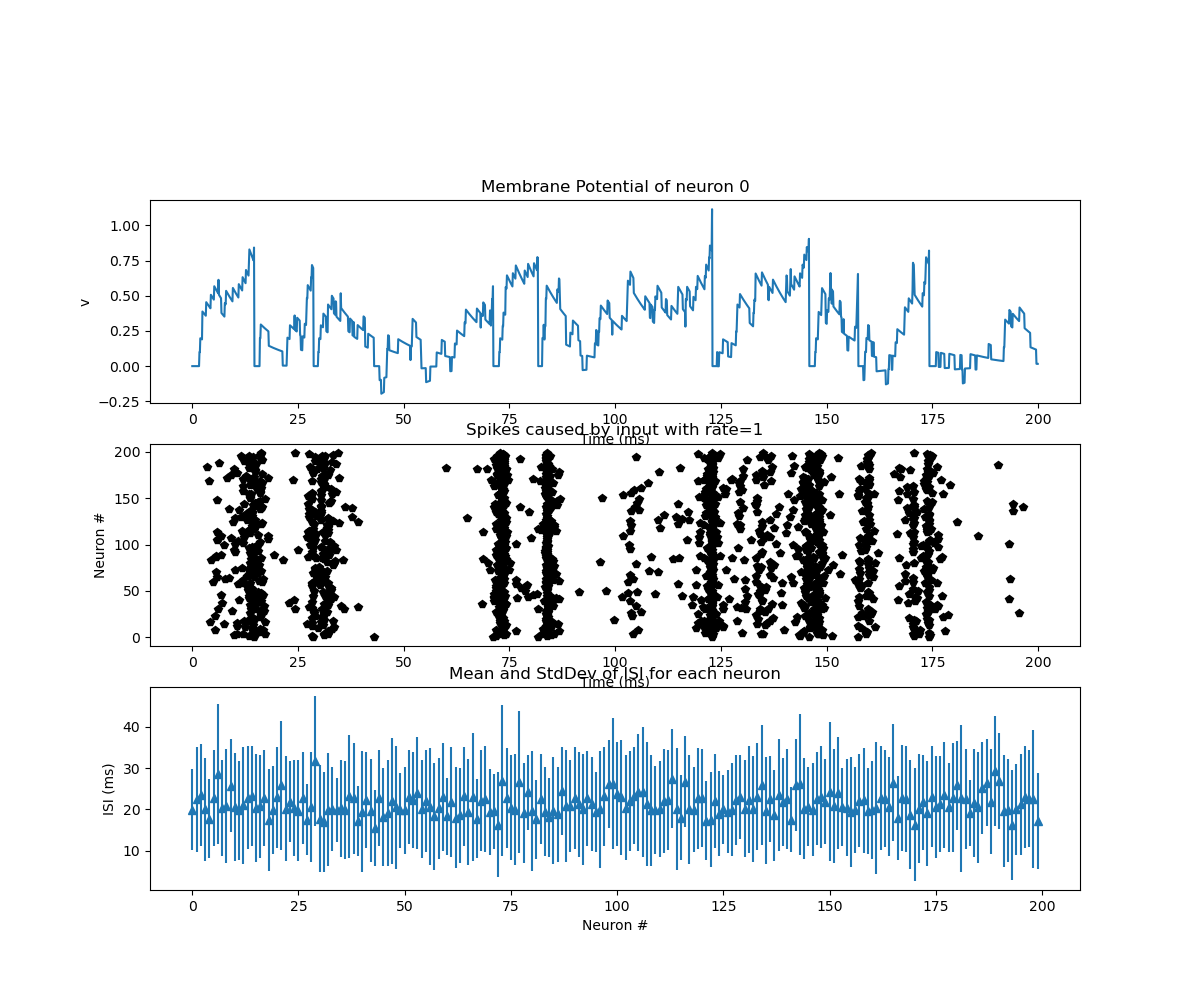 Membrane Potential of neuron 0
1.00
0.75
0.50
0.25
0.00
−0.25
v
0 25 50 75 100 125 150 175 200
Time (ms)
Spikes caused by input with rate=1
200
150
100
50
0
Neuron #
0 25 50 75 100 125 150 175 200
Time (ms)
Mean and StdDev of ISI for each neuron
40
30
20
10
ISI (ms)
0 25 50 75 100 125 150 175 200
Neuron #